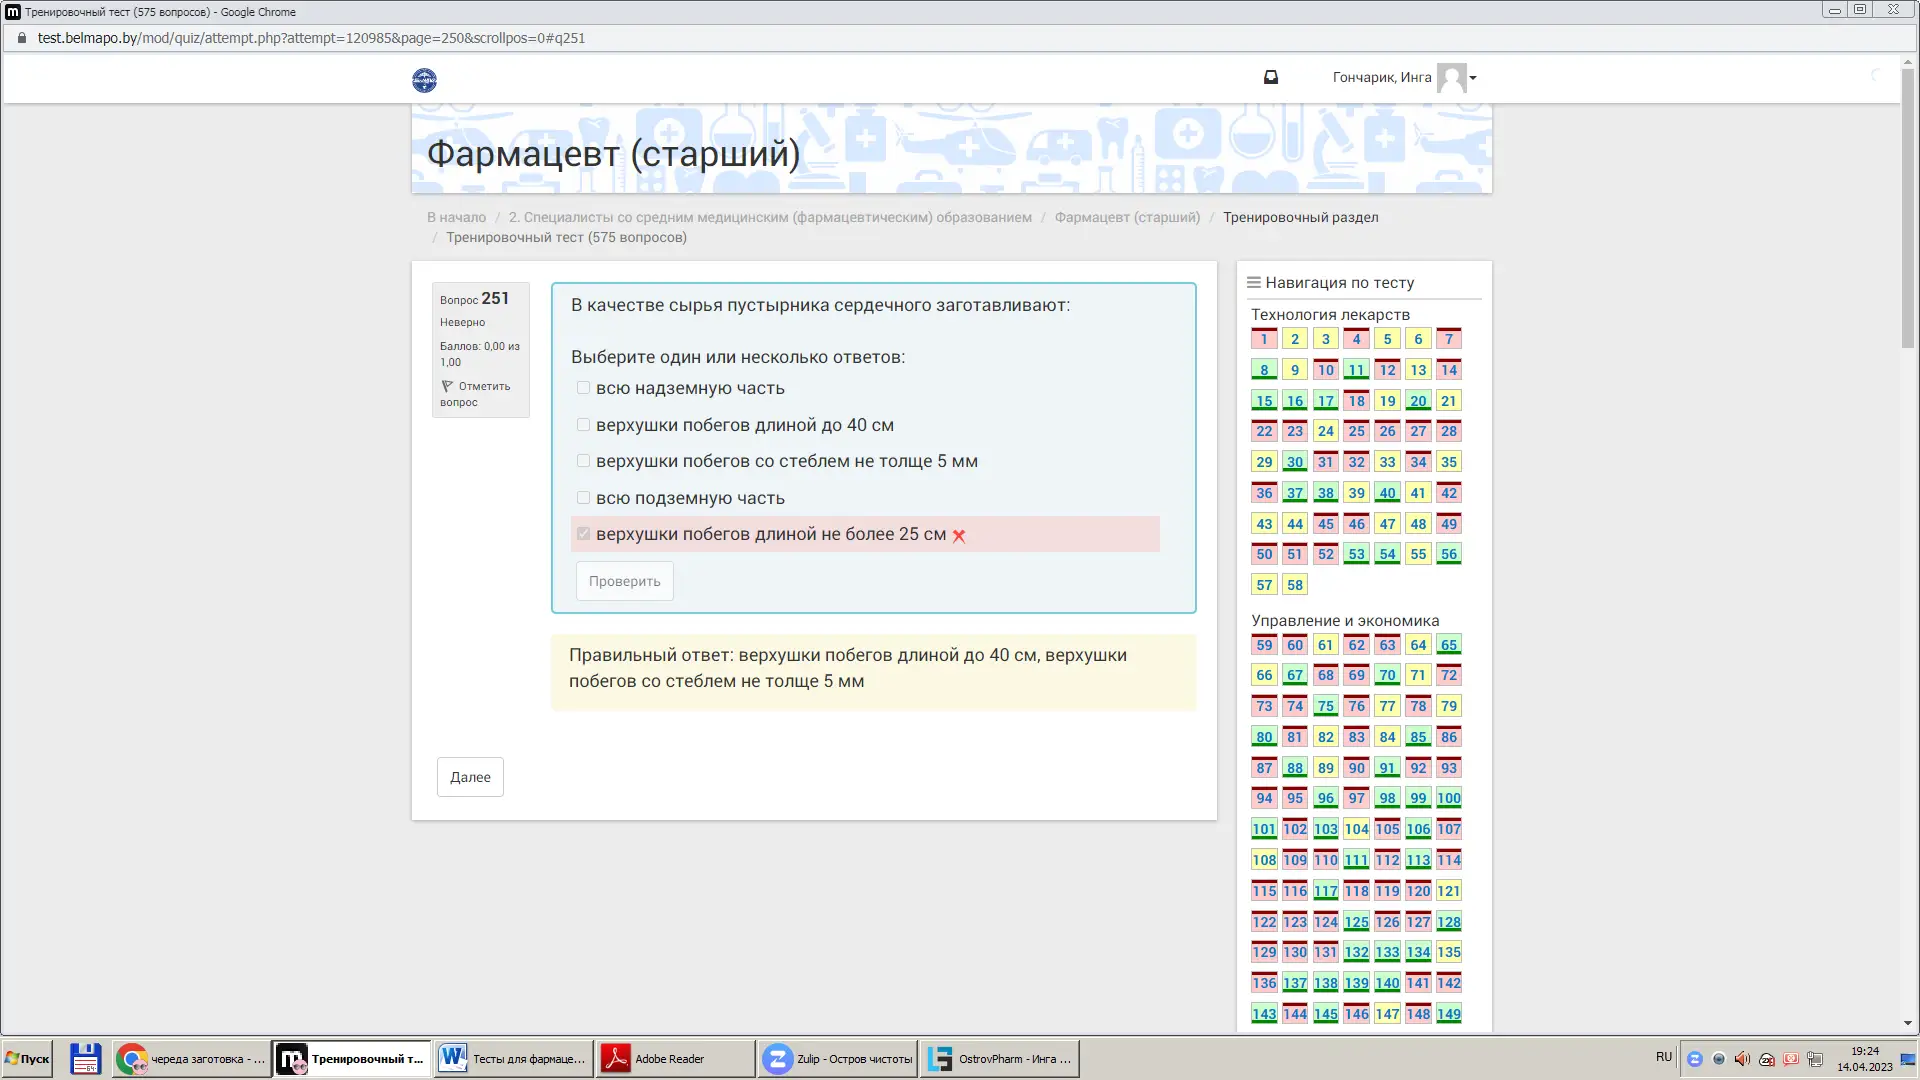 Тренировочный тест (575 вопросов) - Google Chrome
test.belmapo.by/mod/quiz/attempt.php?attempt=120985&page=250&scrollpos=0#q251
Гончарик, Инга
Фармацевт (старший)
В начало / 2. Специалисты со средним медицинским (фармацевтическим) образованием / Фармацевт (старший) / Тренировочный раздел
/ Тренировочный тест (575 вопросов)
Вопрос 251
Неверно
Баллов: 0,00 из
1,00
Отметить
вопрос
В качестве сырья пустырника сердечного заготавливают:
Выберите один или несколько ответов:
всю надземную часть
верхушки побегов длиной до 40 см
верхушки побегов со стеблем не толще 5 мм
всю подземную часть
верхушки побегов длиной не более 25 см
Проверить
Правильный ответ: верхушки побегов длиной до 40 см, верхушки
побегов со стеблем не толще 5 мм
Далее
Навигация по тесту
Технология лекарств
1 2 3 4 5 6 7
8 9 10 11 12 13 14
15 16 17 18 19 20 21
22 23 24 25 26 27 28
29 30 31 32 33 34 35
36 37 38 39 40 41 42
43 44 45 46 47 48 49
50 51 52 53 54 55 56
57 58
Управление и экономика
59 60 61 62 63 64 65
66 67 68 69 70 71 72
73 74 75 76 77 78 79
80 81 82 83 84 85 86
87 88 89 90 91 92 93
94 95 96 97 98 99 100
101 102 103 104 105 106 107
108 109 110 111 112 113 114
115 116 117 118 119 120 121
122 123 124 125 126 127 128
129 130 131 132 133 134 135
136 137 138 139 140 141 142
143 144 145 146 147 148 149
Пуск
череда заготовка - ...
Тренировочный т...
Тесты для фармаце...
Adobe Reader
Zulip - Остров чистоты
OstrovPharm - Инга ...
RU
19:24
14.04.2023